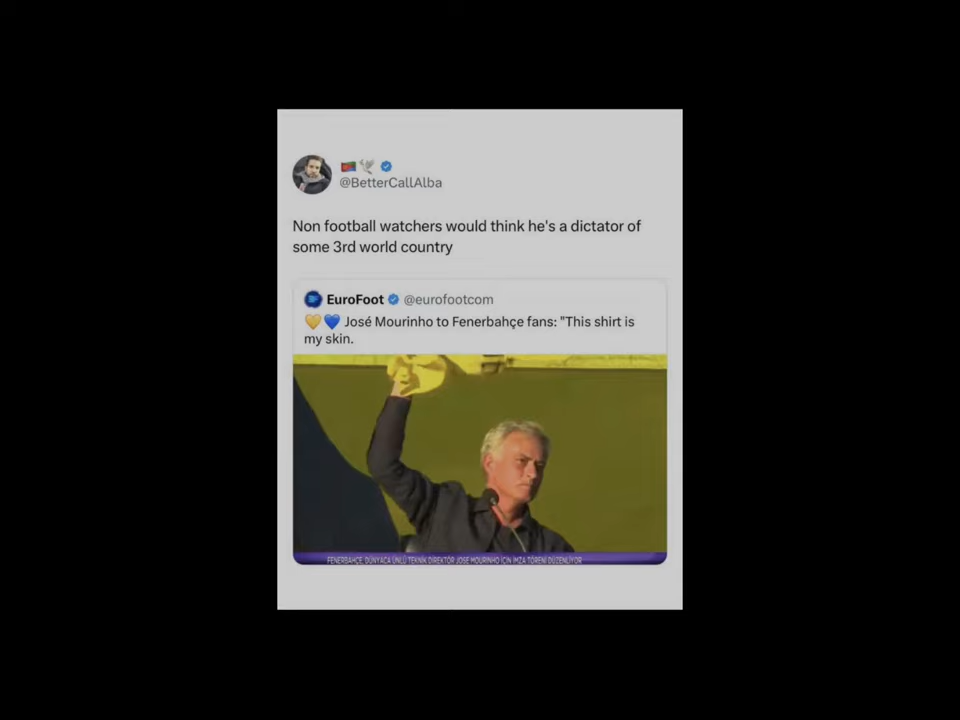 @BetterCallAlba
Non football watchers would think he's a dictator of
some 3rd world country
EuroFoot @eurofootcom
💛💙 José Mourinho to Fenerbahçe fans: "This shirt is
my skin.
FENERBAHÇE, DÜNYACA ÜNLÜ TEKNİK DİREKTÖR JOSE MOURINHO İÇİN İMZA TÖRENİ DÜZENLİYOR